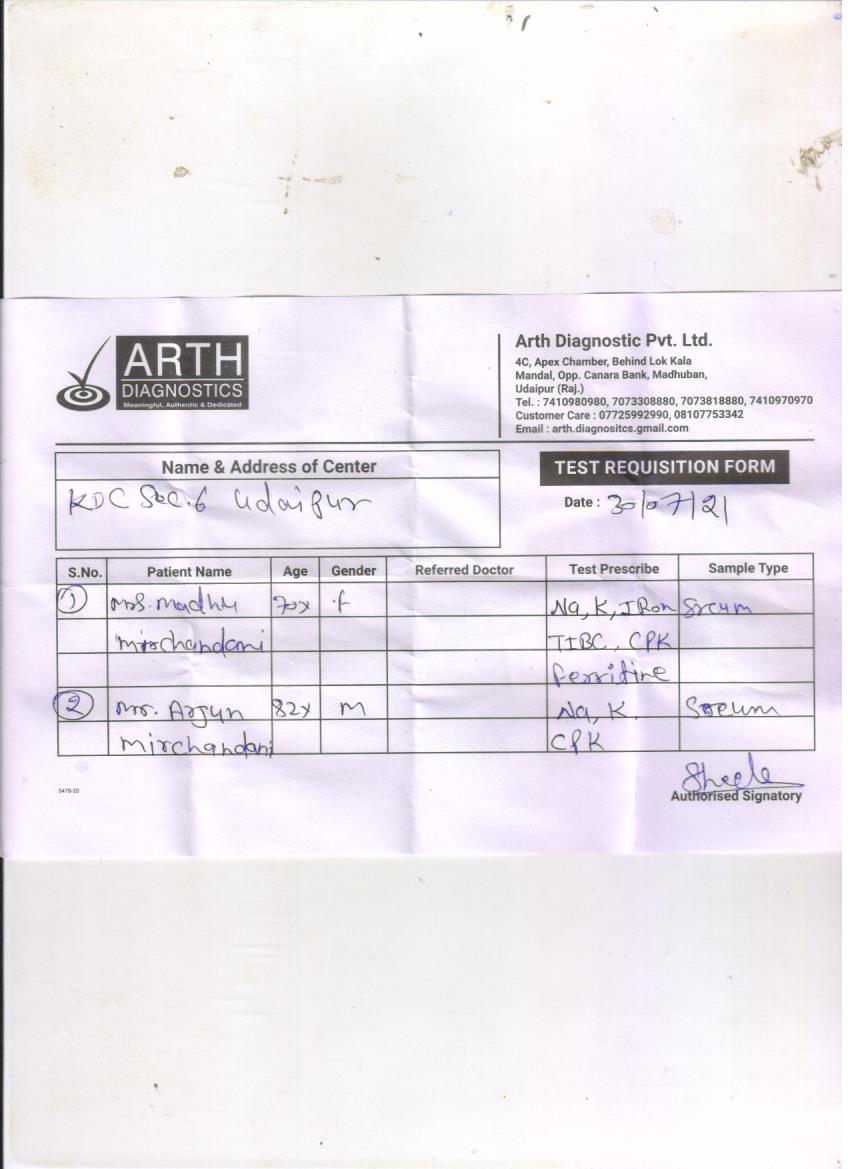 ARTH
DIAGNOSTICS
Meaningful, Authentic & Dedicated
Arth Diagnostic Pvt. Ltd.
4C, Apex Chamber, Behind Lok Kala
Mandal, Opp. Canara Bank, Madhuban,
Udaipur (Raj.)
Tel. : 7410980980, 7073308880, 7073818880, 7410970970
Customer Care : 07725992990, 08107753342
Email : arth.diagnositcs.gmail.com
Name & Address of Center
KDC Sec.6 Udaipur
TEST REQUISITION FORM
Date : 30/07/21
S.No. Patient Name Age Gender Referred Doctor Test Prescribe Sample Type
1 Mrs. Madhu 70y f Na, K, IRon Serum
Mirchandani TIBC, CPK
ferritine
2 Mr. Arjun 82y M Na, K. Serum
Mirchandani CPK
Sheela
Authorised Signatory
5478-20